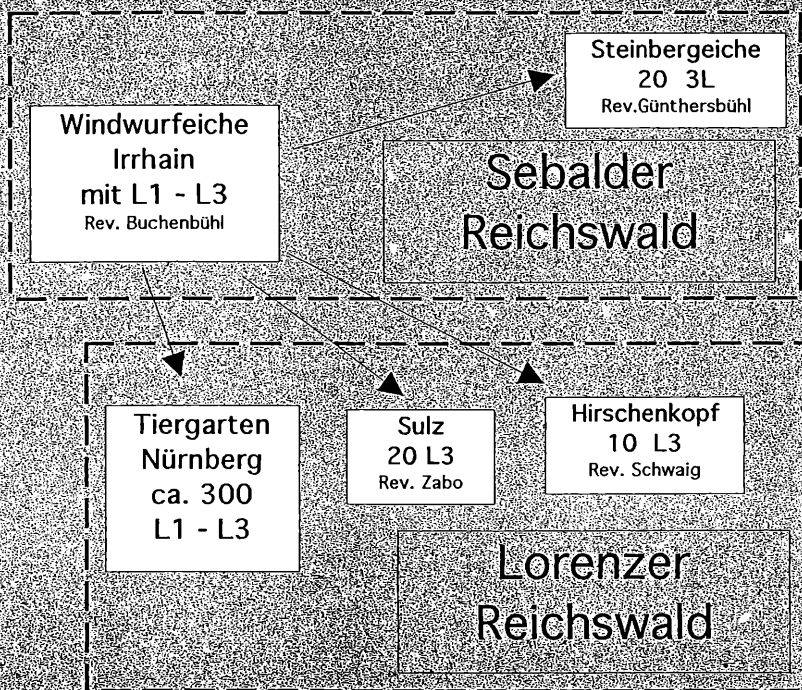 Steinbergeiche
20 3L
Rev.Günthersbühl
Windwurfeiche
Irrhain
mit L1 - L3
Rev. Buchenbühl
Sebalder
Reichswald
Tiergarten
Nürnberg
ca. 300
L1 - L3
Sulz
20 L3
Rev. Zabo
Hirschenkopf
10 L3
Rev. Schwaig
Lorenzer
Reichswald